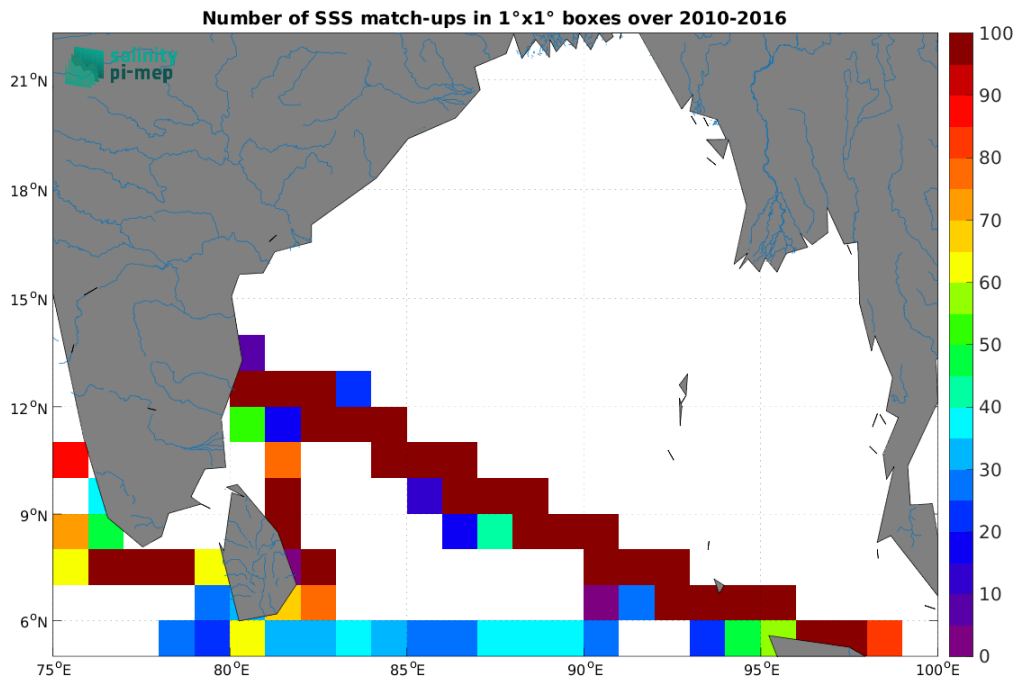 Number of SSS match-ups in 1°x1° boxes over 2010-2016
salinity
pi-mep
21°N
18°N
15°N
12°N
9°N
6°N
75°E 80°E 85°E 90°E 95°E 100°E
100
90
80
70
60
50
40
30
20
10
0